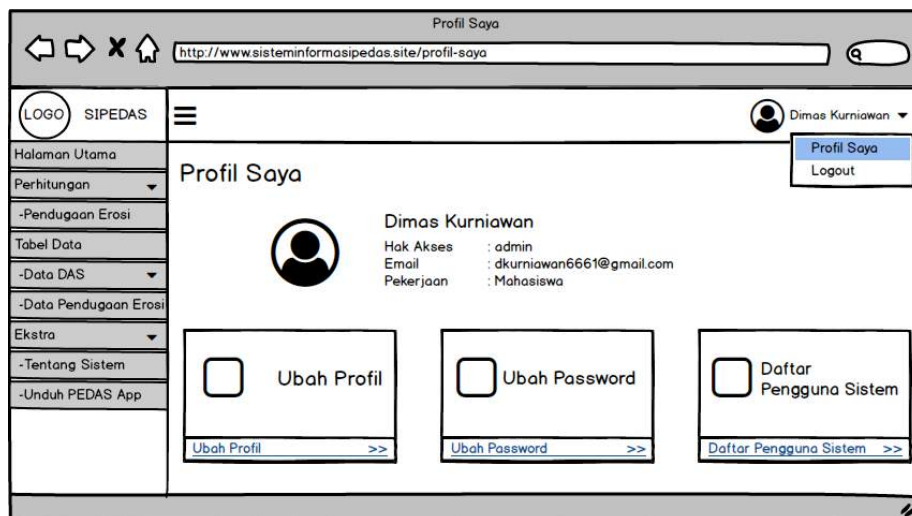 Profil Saya
http://www.sisteminformasipedas.site/profil-saya
LOGO SIPEDAS
Dimas Kurniawan
Profil Saya
Logout
Halaman Utama
Perhitungan
-Pendugaan Erosi
Tabel Data
-Data DAS
-Data Pendugaan Erosi
Ekstra
-Tentang Sistem
-Unduh PEDAS App
Profil Saya
Dimas Kurniawan
Hak Akses : admin
Email : dkurniawan6661@gmail.com
Pekerjaan : Mahasiswa
Ubah Profil
Ubah Profil >>
Ubah Password
Ubah Password >>
Daftar
Pengguna Sistem
Daftar Pengguna Sistem >>